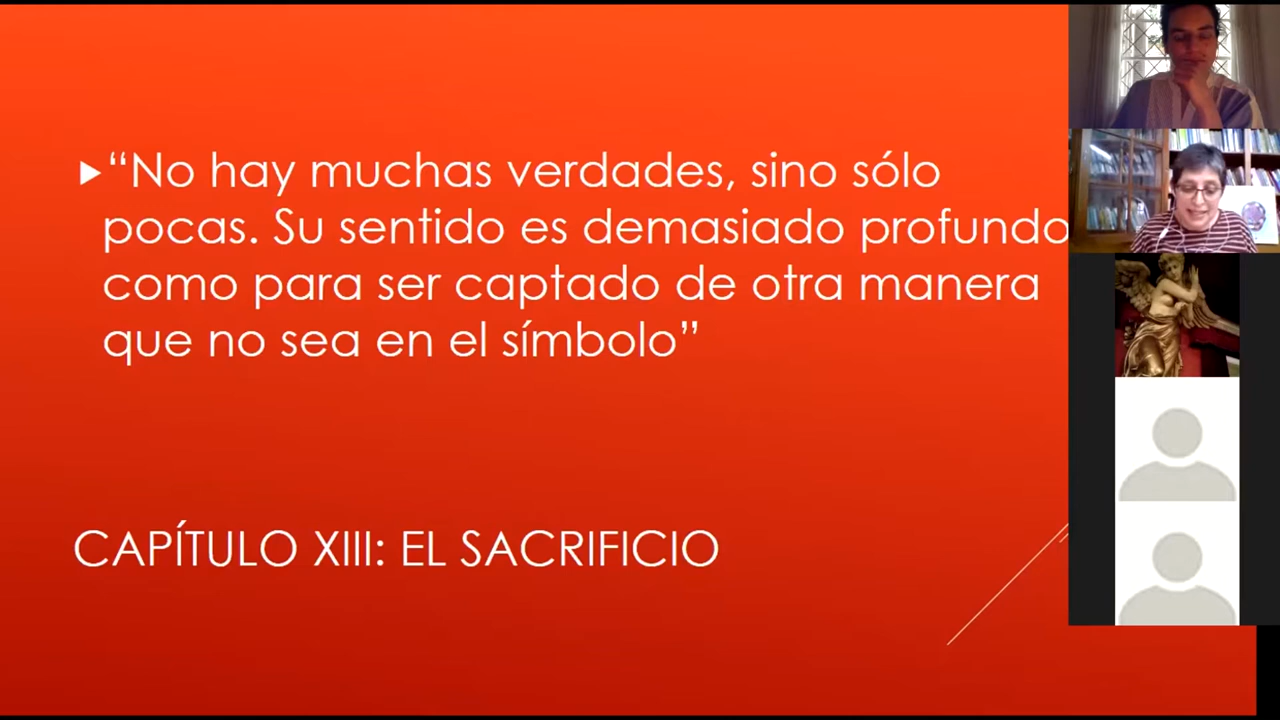 “No hay muchas verdades, sino sólo
pocas. Su sentido es demasiado profundo
como para ser captado de otra manera
que no sea en el símbolo”
CAPÍTULO XIII: EL SACRIFICIO